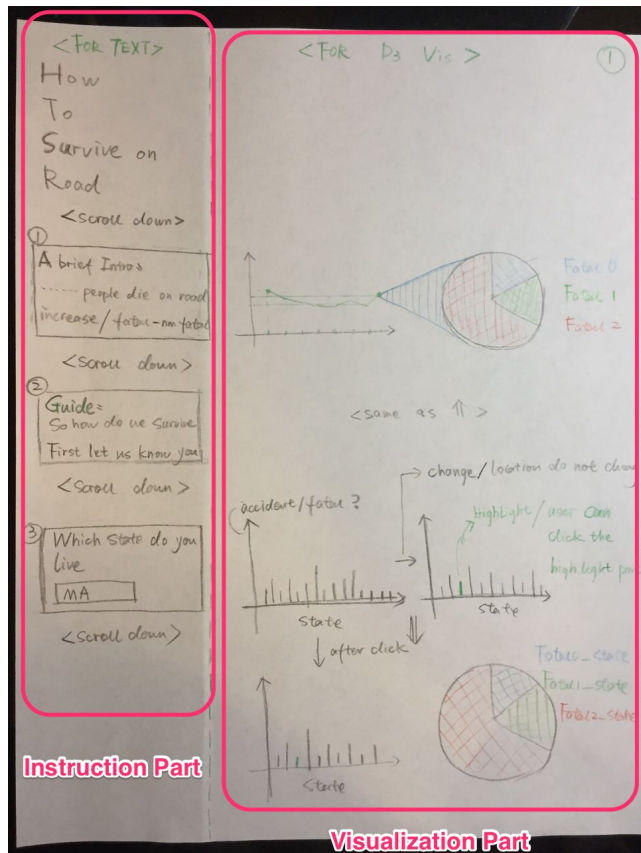 <FOR TEXT>
How
To
Survive on
Road
<scroll down>
①
A brief Intro:
...... people die on road
increase/fatal-nonfatal
<Scroll down>
②
Guide:
So how do we survive
First let us know you
<Scroll down>
③
Which State do you
live
MA
<Scroll down>
Instruction Part
<FOR D3 Vis>
①
Fatal 0
Fatal 1
Fatal 2
<same as ⇑>
change/location do not chang
accident/fatal ?
Highlight/user can
click the
highlight
State
State
after click
State
Fatal0_state
Fatal1_state
Fatal2_state
Visualization Part